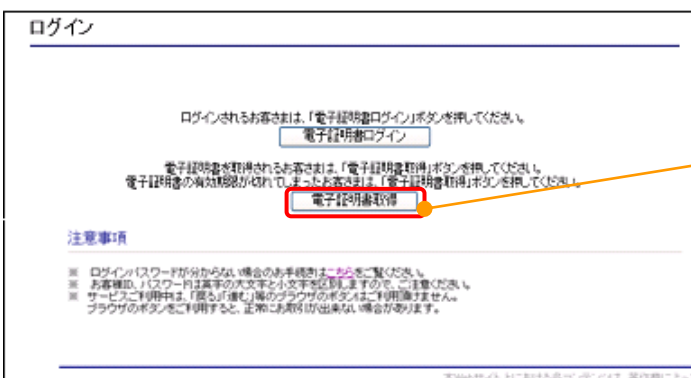 ログイン
ログインされるお客さまは、「電子証明書ログイン」ボタンを押してください。
電子証明書ログイン
電子証明書を取得されるお客さまは、「電子証明書取得」ボタンを押してください。
電子証明書の有効期限が切れてしまったお客さまは、「電子証明書取得」ボタンを押してください。
電子証明書取得
注意事項
※ ログインパスワードが分からない場合のお手続きはこちらをご覧ください。
※ お客様ID、パスワードは英字の大文字と小文字を区別しますので、ご注意ください。
※ サービスご利用中は、「戻る」「進む」等のブラウザのボタンはご利用頂けません。
ブラウザのボタンをご利用すると、正常にお取引が出来ない場合があります。